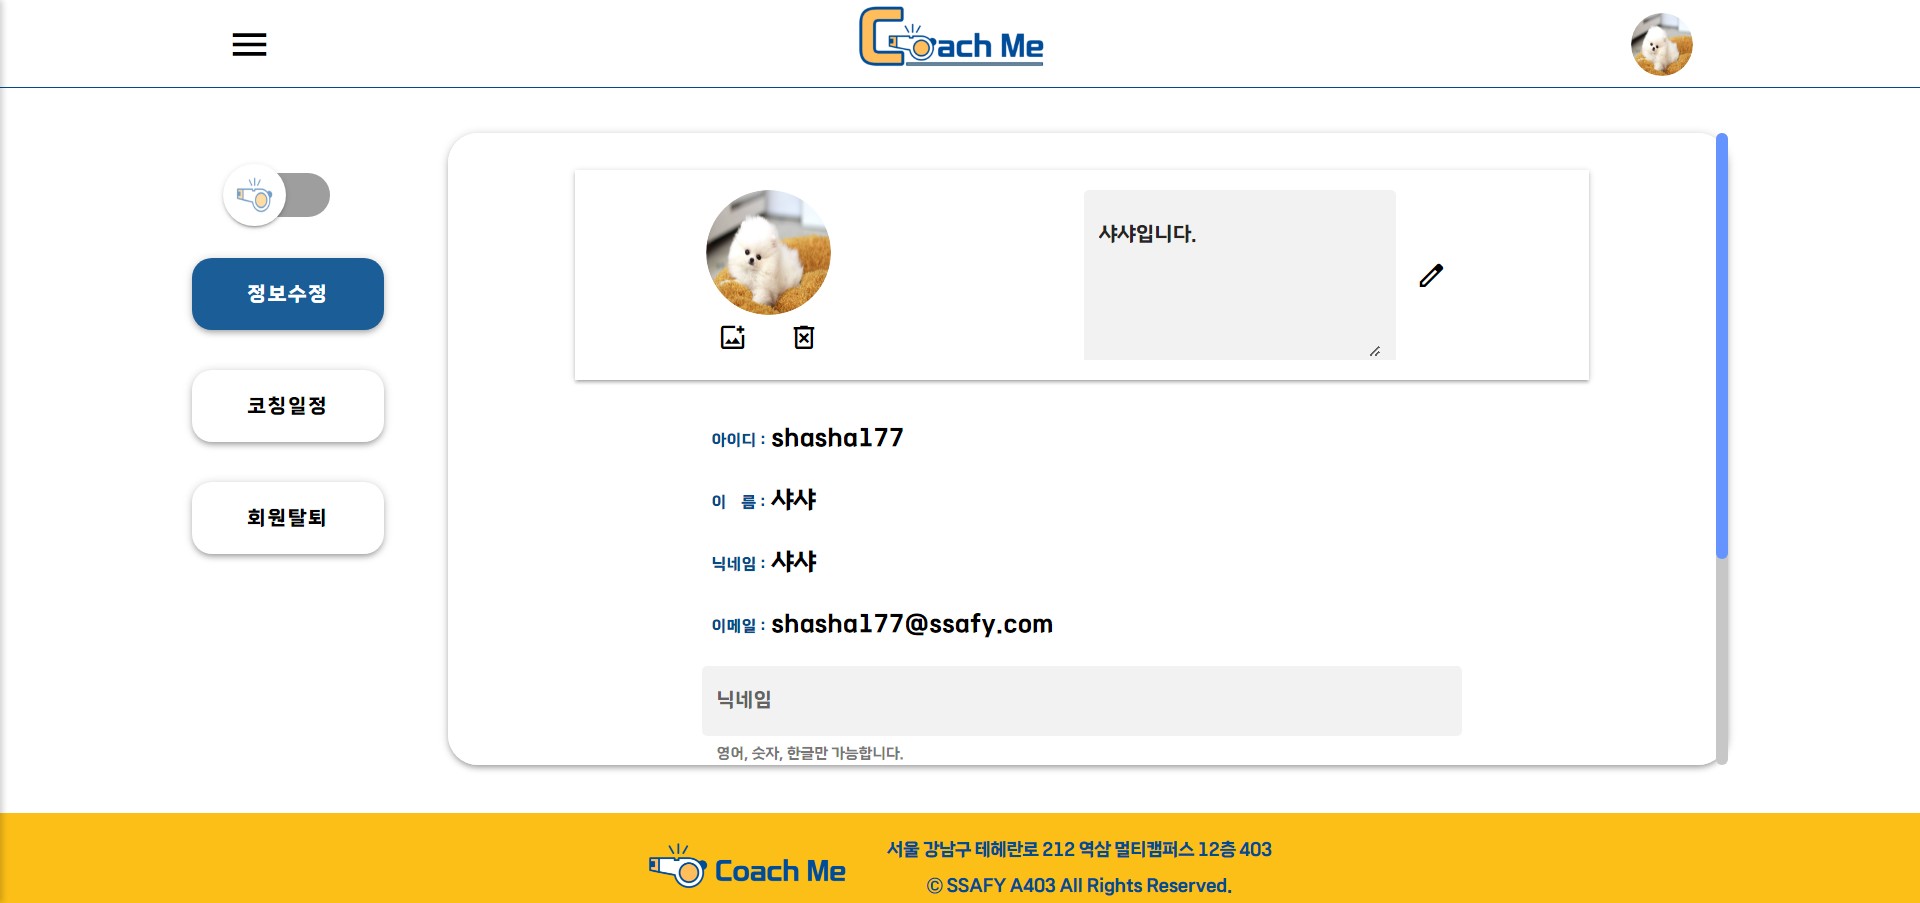 Coach Me
정보수정
코칭일정
회원탈퇴
샤샤입니다.
아이디 : shasha177
이 름 : 샤샤
닉네임 : 샤샤
이메일 : shasha177@ssafy.com
닉네임
영어, 숫자, 한글만 가능합니다.
Coach Me
서울 강남구 테헤란로 212 역삼 멀티캠퍼스 12층 403
© SSAFY A403 All Rights Reserved.